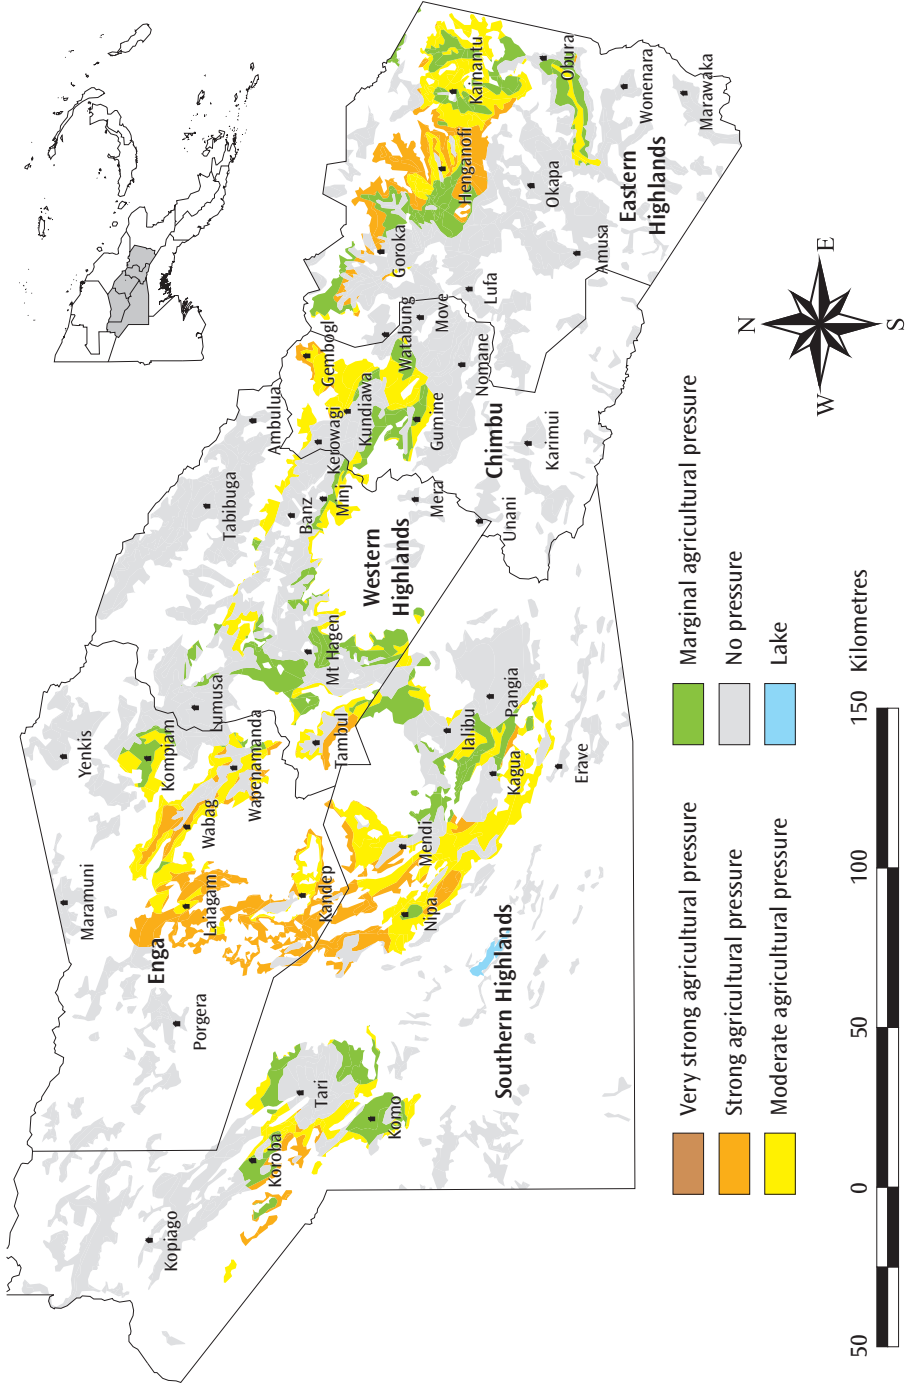 Yenkis
Maramuni
Kompiam
Lumusa
Wapenamanda
Wabag
Laiagam
Enga
Porgera
Kandep
Kopiago
Koroba
Tari
Komo
Tambul
Mt Hagen
Tabibuga
Ambulua
Banz
Minj
Kerowagi
Kundiawa
Gembogl
Western
Highlands
Mera
Unani
Gumine
Watabung
Move
Nomane
Chimbu
Karimui
Goroka
Henganofi
Kainantu
Obura
Wonenara
Marawaka
Okapa
Lufa
Amusa
Eastern
Highlands
Mendi
Nipa
Ialibu
Pangia
Kagua
Erave
Southern Highlands
N
E
S
W
Very strong agricultural pressure
Strong agricultural pressure
Moderate agricultural pressure
Marginal agricultural pressure
No pressure
Lake
50 0 50 100 150 Kilometres